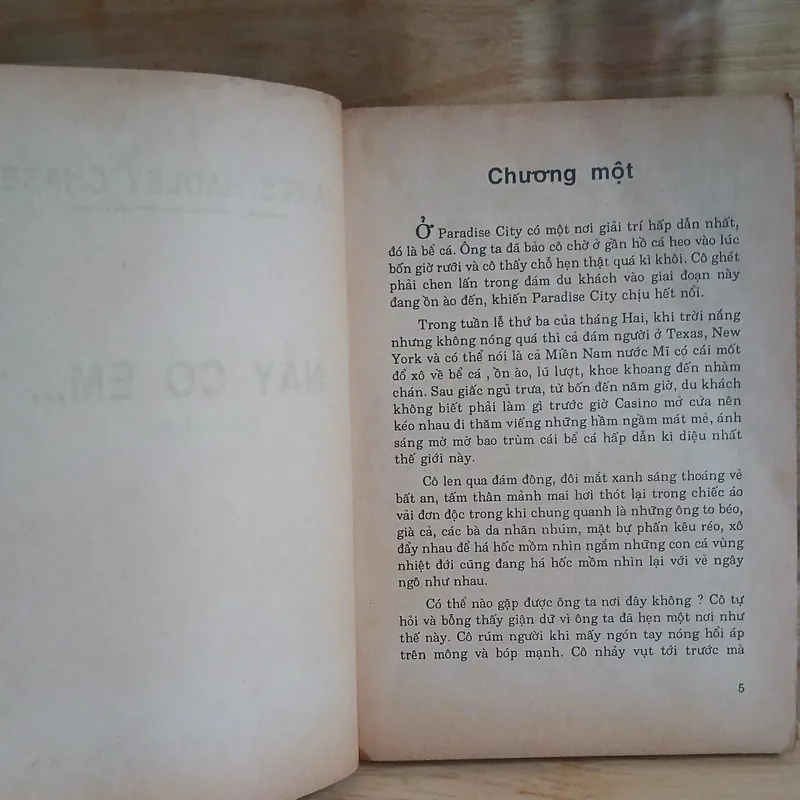 Chương một
Ở Paradise City có một nơi giải trí hấp dẫn nhất,
đó là bể cá. Ông ta đã bảo cô chờ ở gần hồ cá heo vào lúc
bốn giờ rưỡi và cô thấy chỗ hẹn thật quá kì khôi. Cô ghét
phải chen lấn trong đám du khách vào giai đoạn này
đang ồn ào đến, khiến Paradise City chịu hết nổi.
Trong tuần lễ thứ ba của tháng Hai, khi trời nắng
nhưng không nóng quá thì cả đám người ở Texas, New
York và có thể nói là cả Miền Nam nước Mĩ có cái mốt
đổ xô về bể cá , ồn ào, lú lượt, khoe khoang đến nhàm
chán. Sau giấc ngủ trưa, từ bốn đến năm giờ, du khách
không biết phải làm gì trước giờ Casino mở cửa nên
kéo nhau đi thăm viếng những hầm ngầm mát mẻ, ánh
sáng mờ mờ bao trùm cái bể cá hấp dẫn kì diệu nhất
thế giới này.
Cô len qua đám đông, đôi mắt xanh sáng thoáng vẻ
bất an, tấm thân mảnh mai hơi thót lại trong chiếc áo
vải đơn độc trong khi chung quanh là những ông to béo,
già cả, các bà da nhăn nhúm, mặt bự phấn kêu réo, xô
đẩy nhau để há hốc mồm nhìn ngắm những con cá vùng
nhiệt đới cũng đang há hốc mồm nhìn lại với vẻ ngây
ngô như nhau.
Có thể nào gặp được ông ta nơi đây không ? Cô tự
hỏi và bỗng thấy giận dữ vì ông ta đã hẹn một nơi như
thế này. Cô rúm người khi mấy ngón tay nóng hổi áp
trên mông và bóp mạnh. Cô nhảy vụt tới trước mà
5